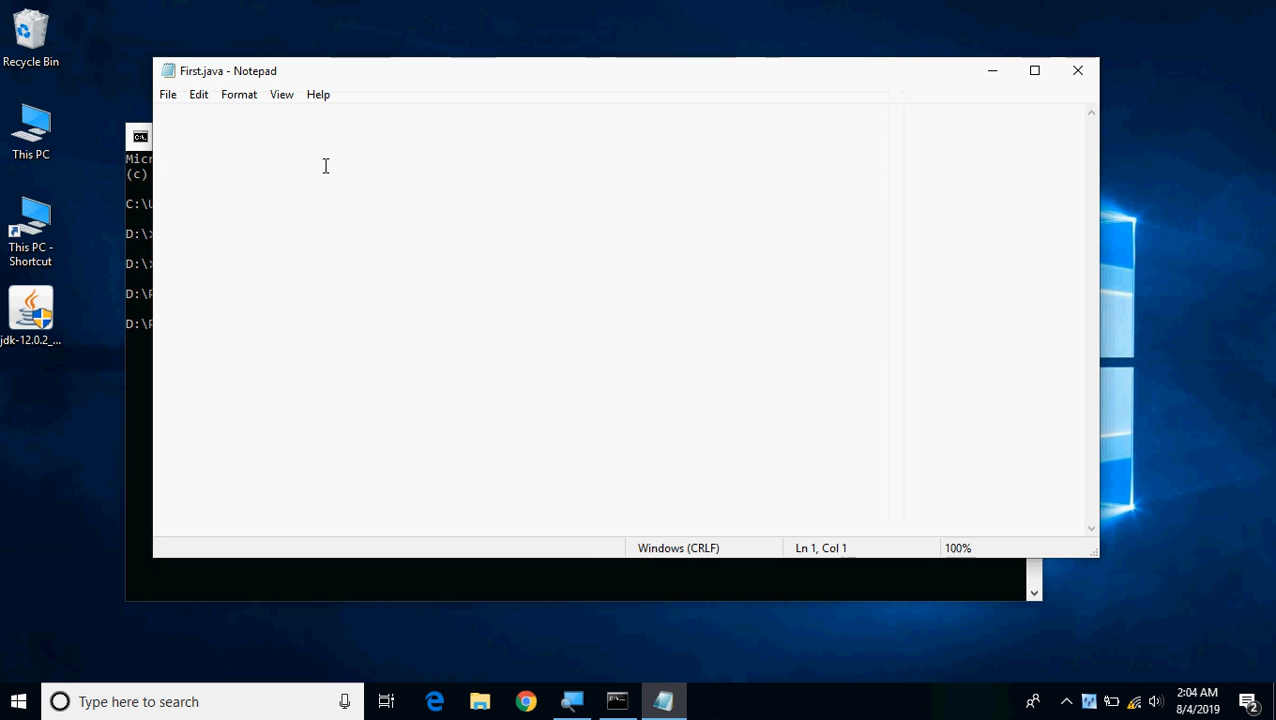 Recycle Bin
This PC
This PC -
Shortcut
jdk-12.0.2_...
First.java - Notepad
File Edit Format View Help
Micr
(c)
C:\U
D:\>
D:\>
D:\P
D:\P
Windows (CRLF) Ln 1, Col 1 100%
Type here to search
2:04 AM
8/4/2019
2